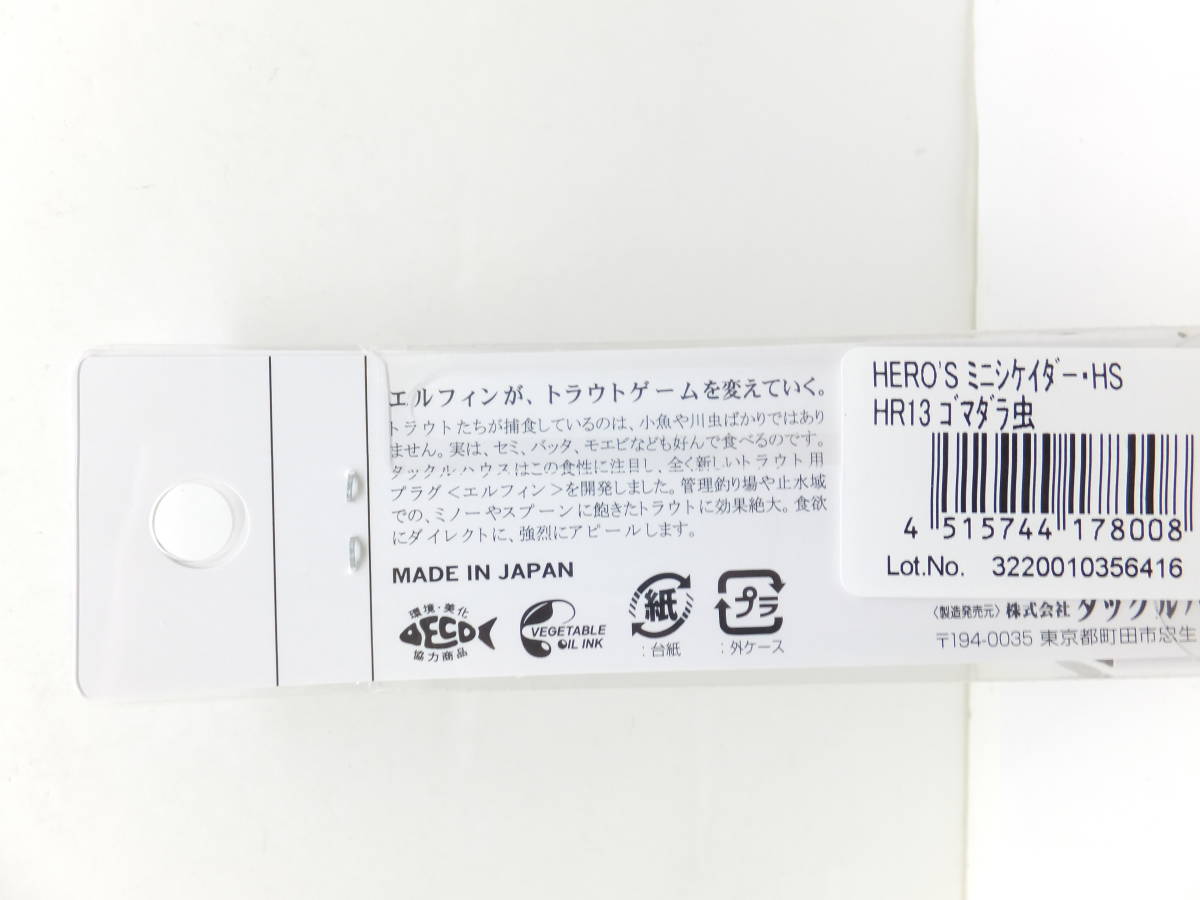 エルフィンが、トラウトゲームを変えていく。
トラウトたちが捕食しているのは、小魚や川虫ばかりではあり
ません。実は、セミ、バッタ、モエビなども好んで食べるのです。
タックルハウスはこの食性に注目し、全く新しいトラウト用
プラグ＜エルフィン＞を開発しました。管理釣り場や止水域
での、ミノーやスプーンに飽きたトラウトに効果絶大。食欲
にダイレクトに、強烈にアピールします。
MADE IN JAPAN
環境・美化
DECO
協力商品
VEGETABLE
OIL INK
紙
:台紙
プラ
:外ケース
HERO'S ﾐﾆｼｹｲﾀﾞｰ･HS
HR13 ｺﾞﾏﾀﾞﾗ虫
4 515744 178008
Lot.No. 3220010356416
〈製造発売元〉株式会社 タックル
〒194-0035 東京都町田市忠生